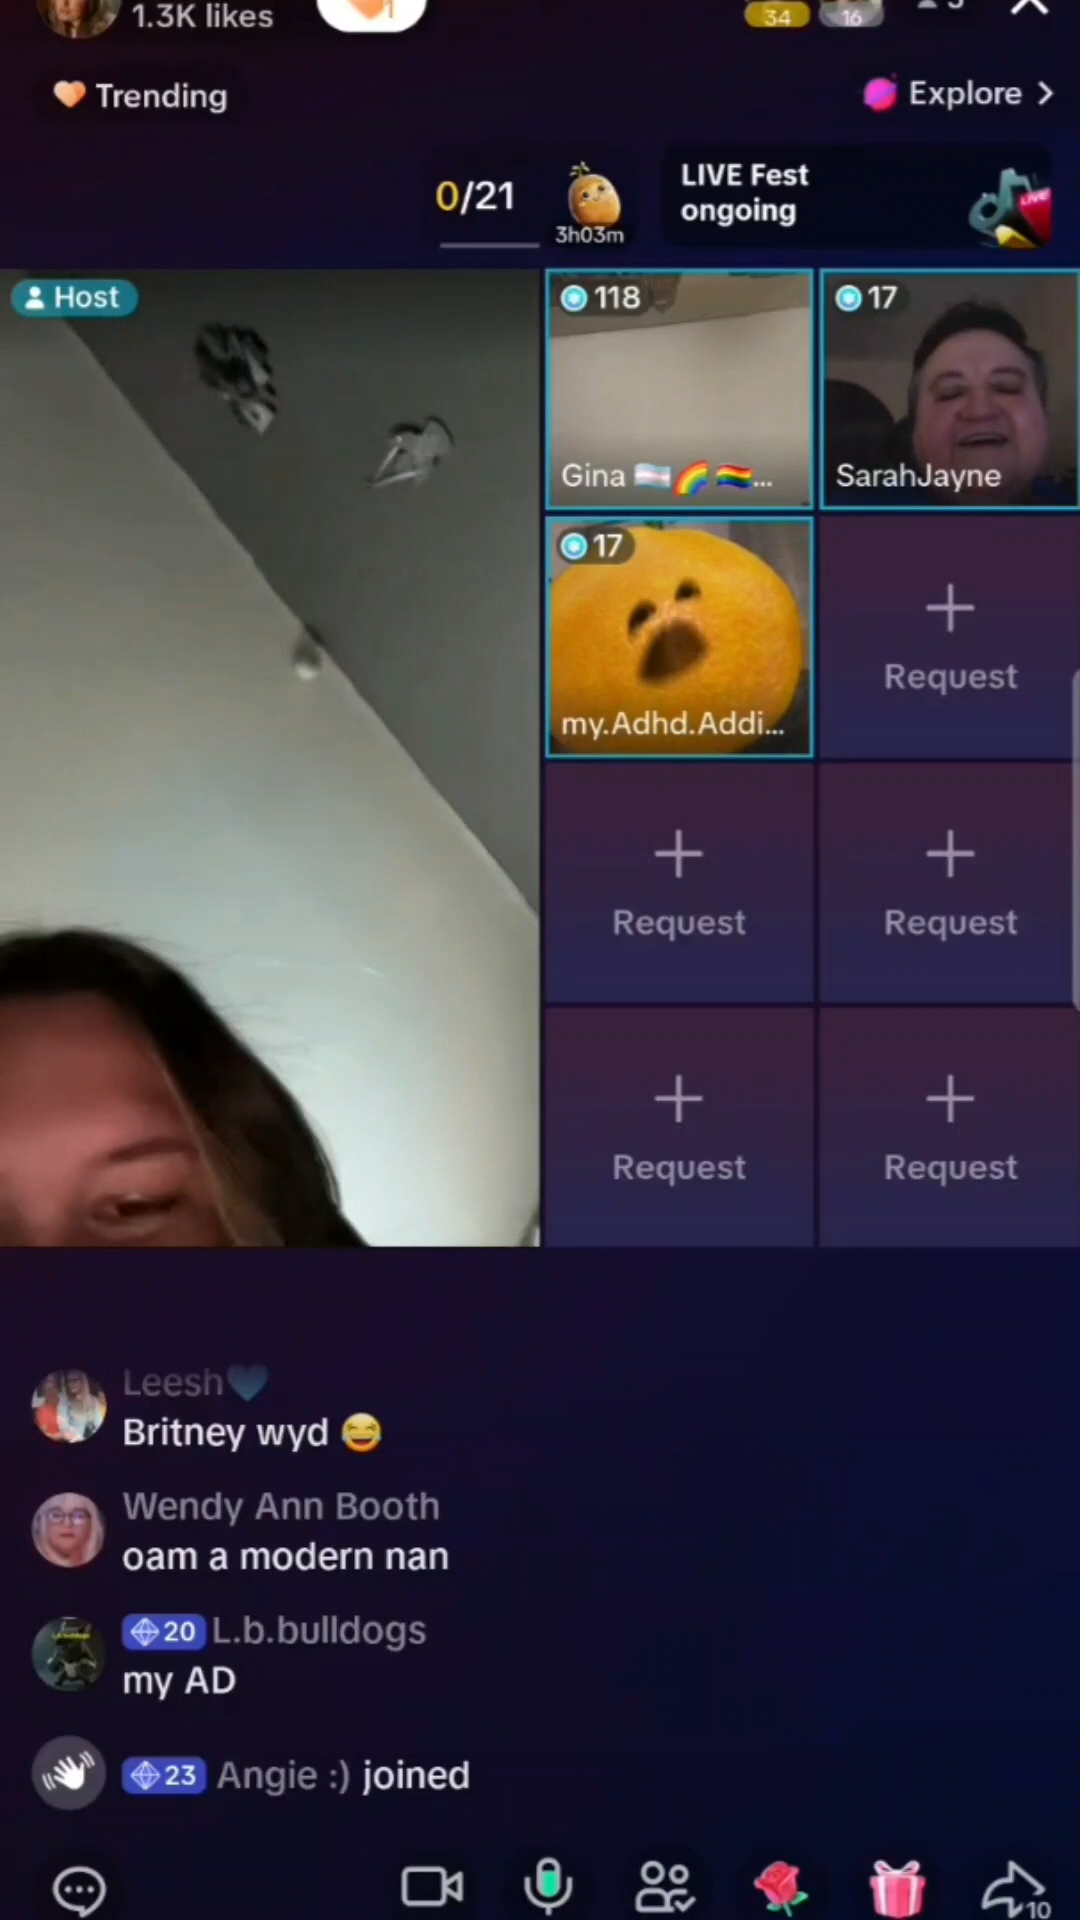 1.3K likes
1
34
16
Trending
Explore
0/21
3h03m
LIVE Fest
ongoing
LIVE
Host
118
Gina 🏳️‍⚧️🌈🏳️‍🌈...
17
SarahJayne
17
my.Adhd.Addi...
Request
Request
Request
Request
Request
Leesh💙
Britney wyd 😂
Wendy Ann Booth
oam a modern nan
20 L.b.bulldogs
my AD
23 Angie :) joined
10